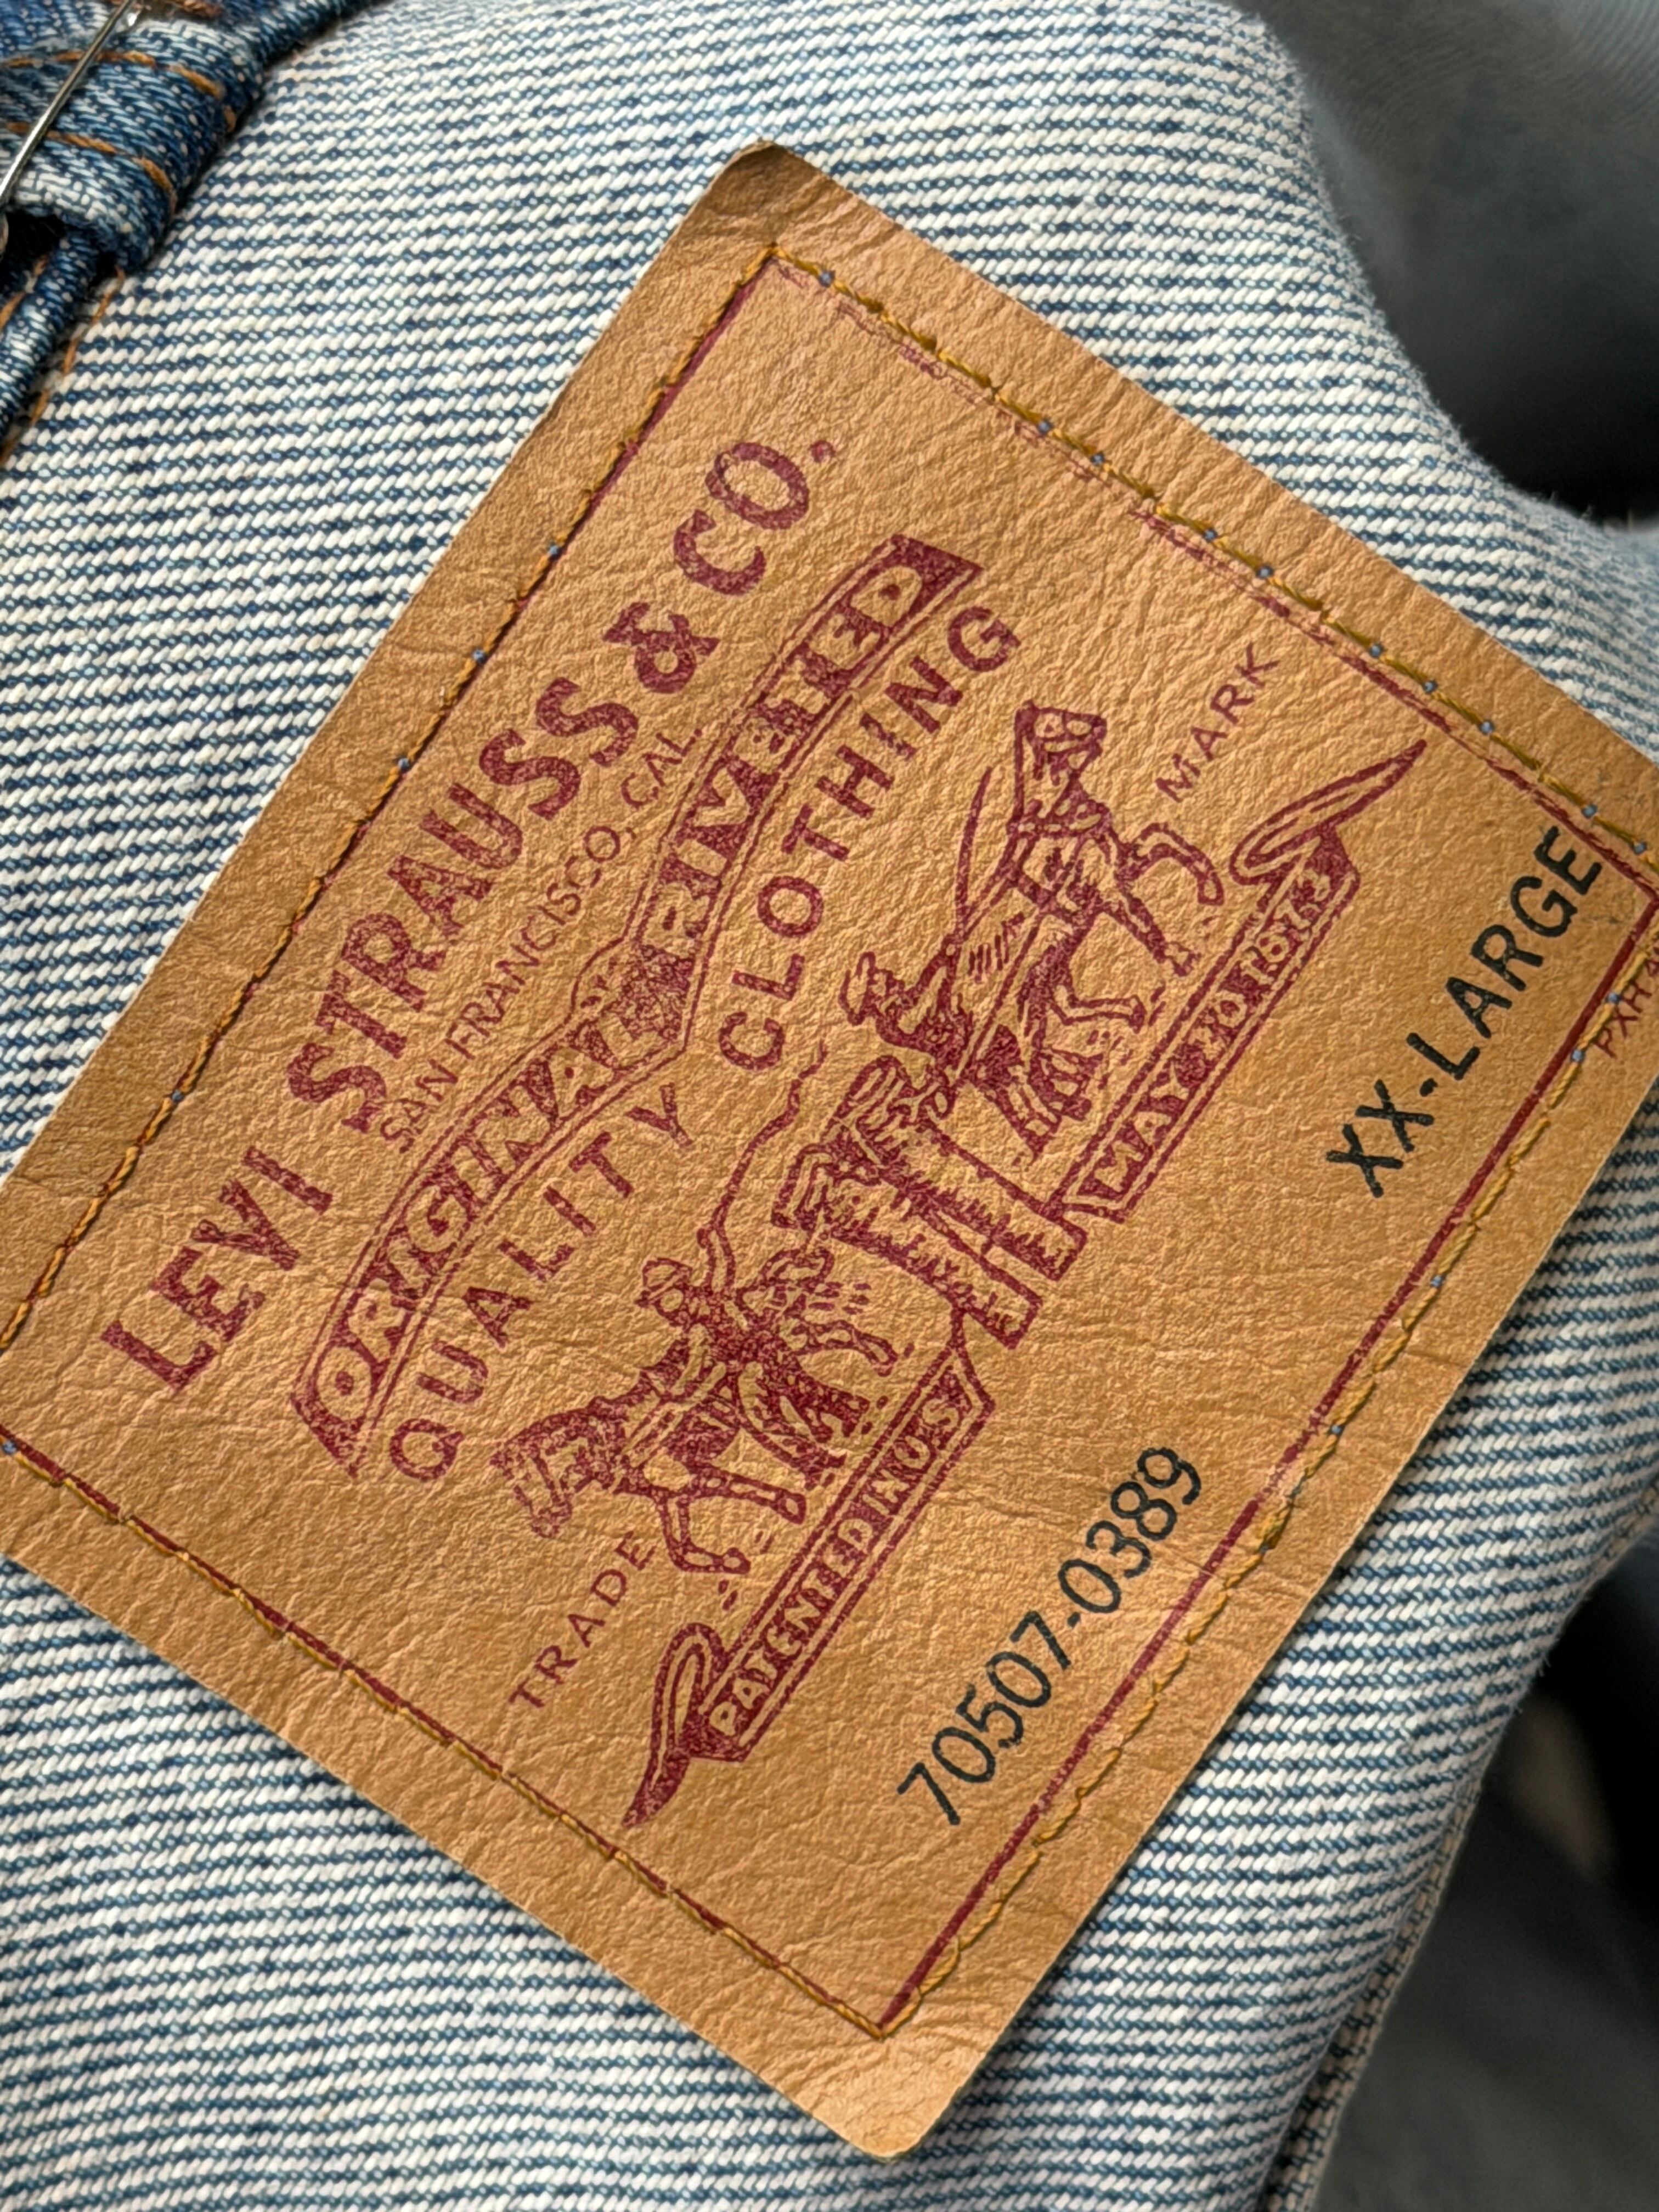 LEVI STRAUSS & CO.
SAN FRANCISCO, CAL.
ORIGINAL RIVETED
QUALITY CLOTHING
TRADE MARK
PATENTED IN U.S. MAY 20 1873
70507-0389 XX-LARGE